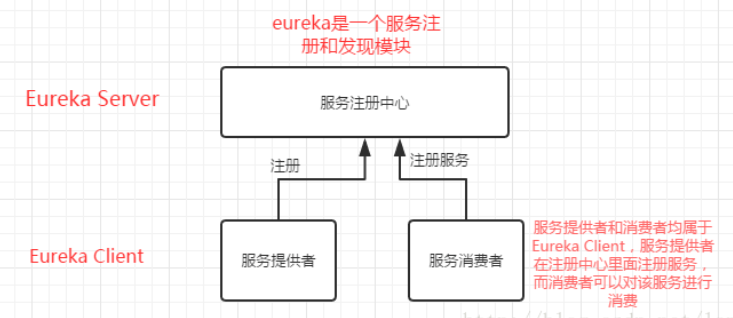 eureka是一个服务注
册和发现模块
Eureka Server
服务注册中心
注册
注册服务
Eureka Client
服务提供者
服务消费者
服务提供者和消费者均属于
Eureka Client，服务提供者
在注册中心里面注册服务，
而消费者可以对该服务进行
消费